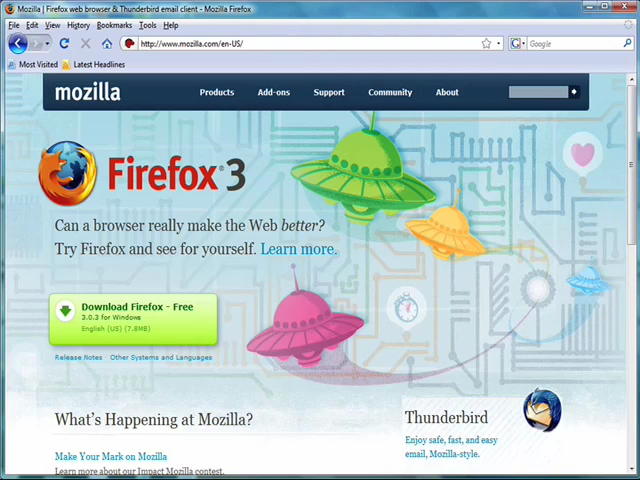 Mozilla | Firefox web browser & Thunderbird email client - Mozilla Firefox
File Edit View History Bookmarks Tools Help
http://www.mozilla.com/en-US/
Google
Most Visited Latest Headlines
mozilla
Products Add-ons Support Community About
Firefox® 3
Can a browser really make the Web better?
Try Firefox and see for yourself. Learn more.
Download Firefox - Free
3.0.3 for Windows
English (US) (7.8MB)
Release Notes · Other Systems and Languages
What's Happening at Mozilla?
Make Your Mark on Mozilla
Learn more about our Impact Mozilla contest.
Thunderbird
Enjoy safe, fast, and easy
email, Mozilla-style.